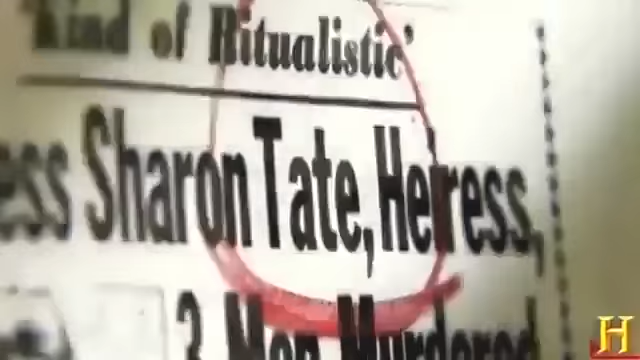 'Kind of Ritualistic'
ess Sharon Tate, Heiress,
3 Men Murdered
H